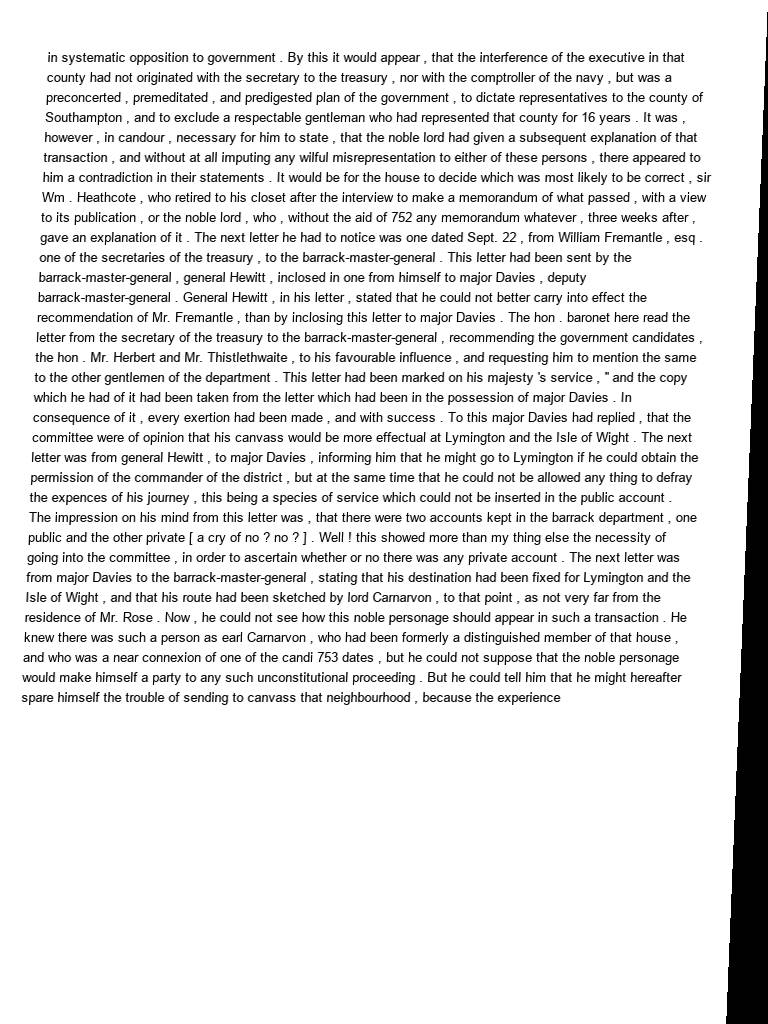 in systematic opposition to government . By this it would appear , that the interference of the executive in that
county had not originated with the secretary to the treasury , nor with the comptroller of the navy , but was a
preconcerted , premeditated , and predigested plan of the government , to dictate representatives to the county of
Southampton , and to exclude a respectable gentleman who had represented that county for 16 years . It was ,
however , in candour , necessary for him to state , that the noble lord had given a subsequent explanation of that
transaction , and without at all imputing any wilful misrepresentation to either of these persons , there appeared to
him a contradiction in their statements . It would be for the house to decide which was most likely to be correct , sir
Wm . Heathcote , who retired to his closet after the interview to make a memorandum of what passed , with a view
to its publication , or the noble lord , who , without the aid of 752 any memorandum whatever , three weeks after ,
gave an explanation of it . The next letter he had to notice was one dated Sept. 22 , from William Fremantle , esq .
one of the secretaries of the treasury , to the barrack-master-general . This letter had been sent by the
barrack-master-general , general Hewitt , inclosed in one from himself to major Davies , deputy
barrack-master-general . General Hewitt , in his letter , stated that he could not better carry into effect the
recommendation of Mr. Fremantle , than by inclosing this letter to major Davies . The hon . baronet here read the
letter from the secretary of the treasury to the barrack-master-general , recommending the government candidates ,
the hon . Mr. Herbert and Mr. Thistlethwaite , to his favourable influence , and requesting him to mention the same
to the other gentlemen of the department . This letter had been marked on his majesty 's service , " and the copy
which he had of it had been taken from the letter which had been in the possession of major Davies . In
consequence of it , every exertion had been made , and with success . To this major Davies had replied , that the
committee were of opinion that his canvass would be more effectual at Lymington and the Isle of Wight . The next
letter was from general Hewitt , to major Davies , informing him that he might go to Lymington if he could obtain the
permission of the commander of the district , but at the same time that he could not be allowed any thing to defray
the expences of his journey , this being a species of service which could not be inserted in the public account .
The impression on his mind from this letter was , that there were two accounts kept in the barrack department , one
public and the other private [ a cry of no ? no ? ] . Well ! this showed more than my thing else the necessity of
going into the committee , in order to ascertain whether or no there was any private account . The next letter was
from major Davies to the barrack-master-general , stating that his destination had been fixed for Lymington and the
Isle of Wight , and that his route had been sketched by lord Carnarvon , to that point , as not very far from the
residence of Mr. Rose . Now , he could not see how this noble personage should appear in such a transaction . He
knew there was such a person as earl Carnarvon , who had been formerly a distinguished member of that house ,
and who was a near connexion of one of the candi 753 dates , but he could not suppose that the noble personage
would make himself a party to any such unconstitutional proceeding . But he could tell him that he might hereafter
spare himself the trouble of sending to canvass that neighbourhood , because the experience